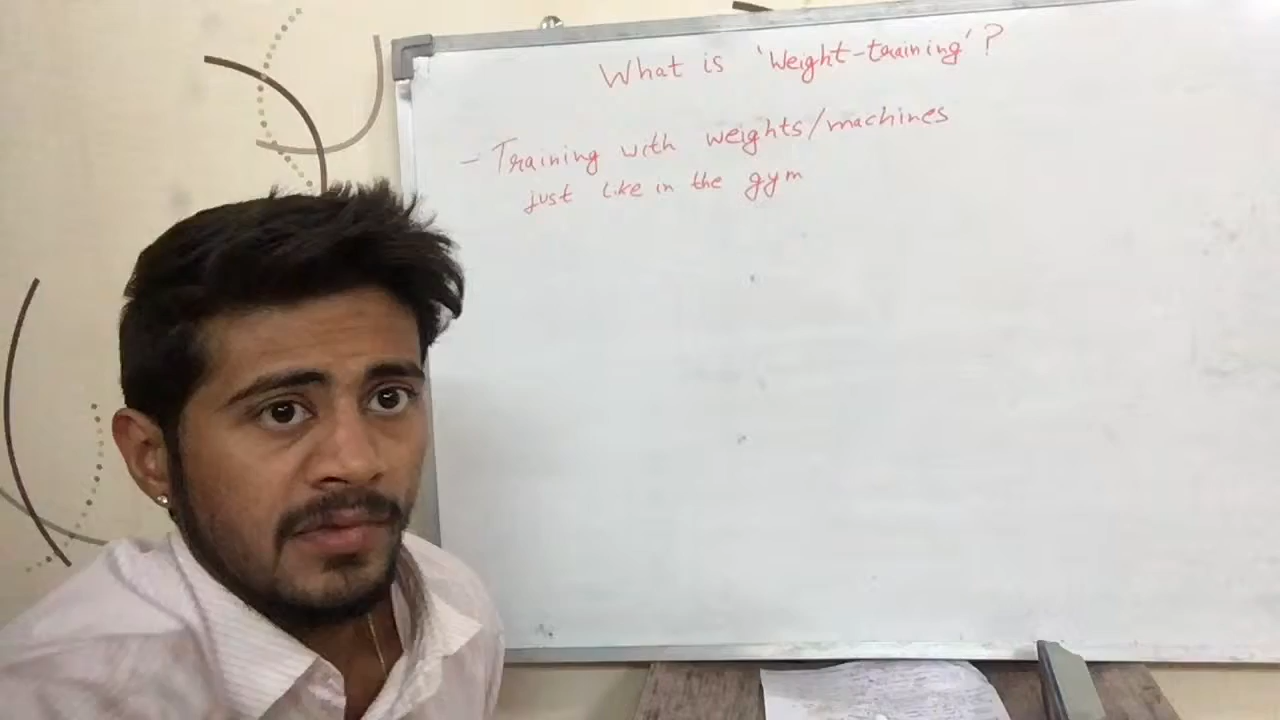 What is 'Weight-training'?
- Training with weights/machines
just like in the gym